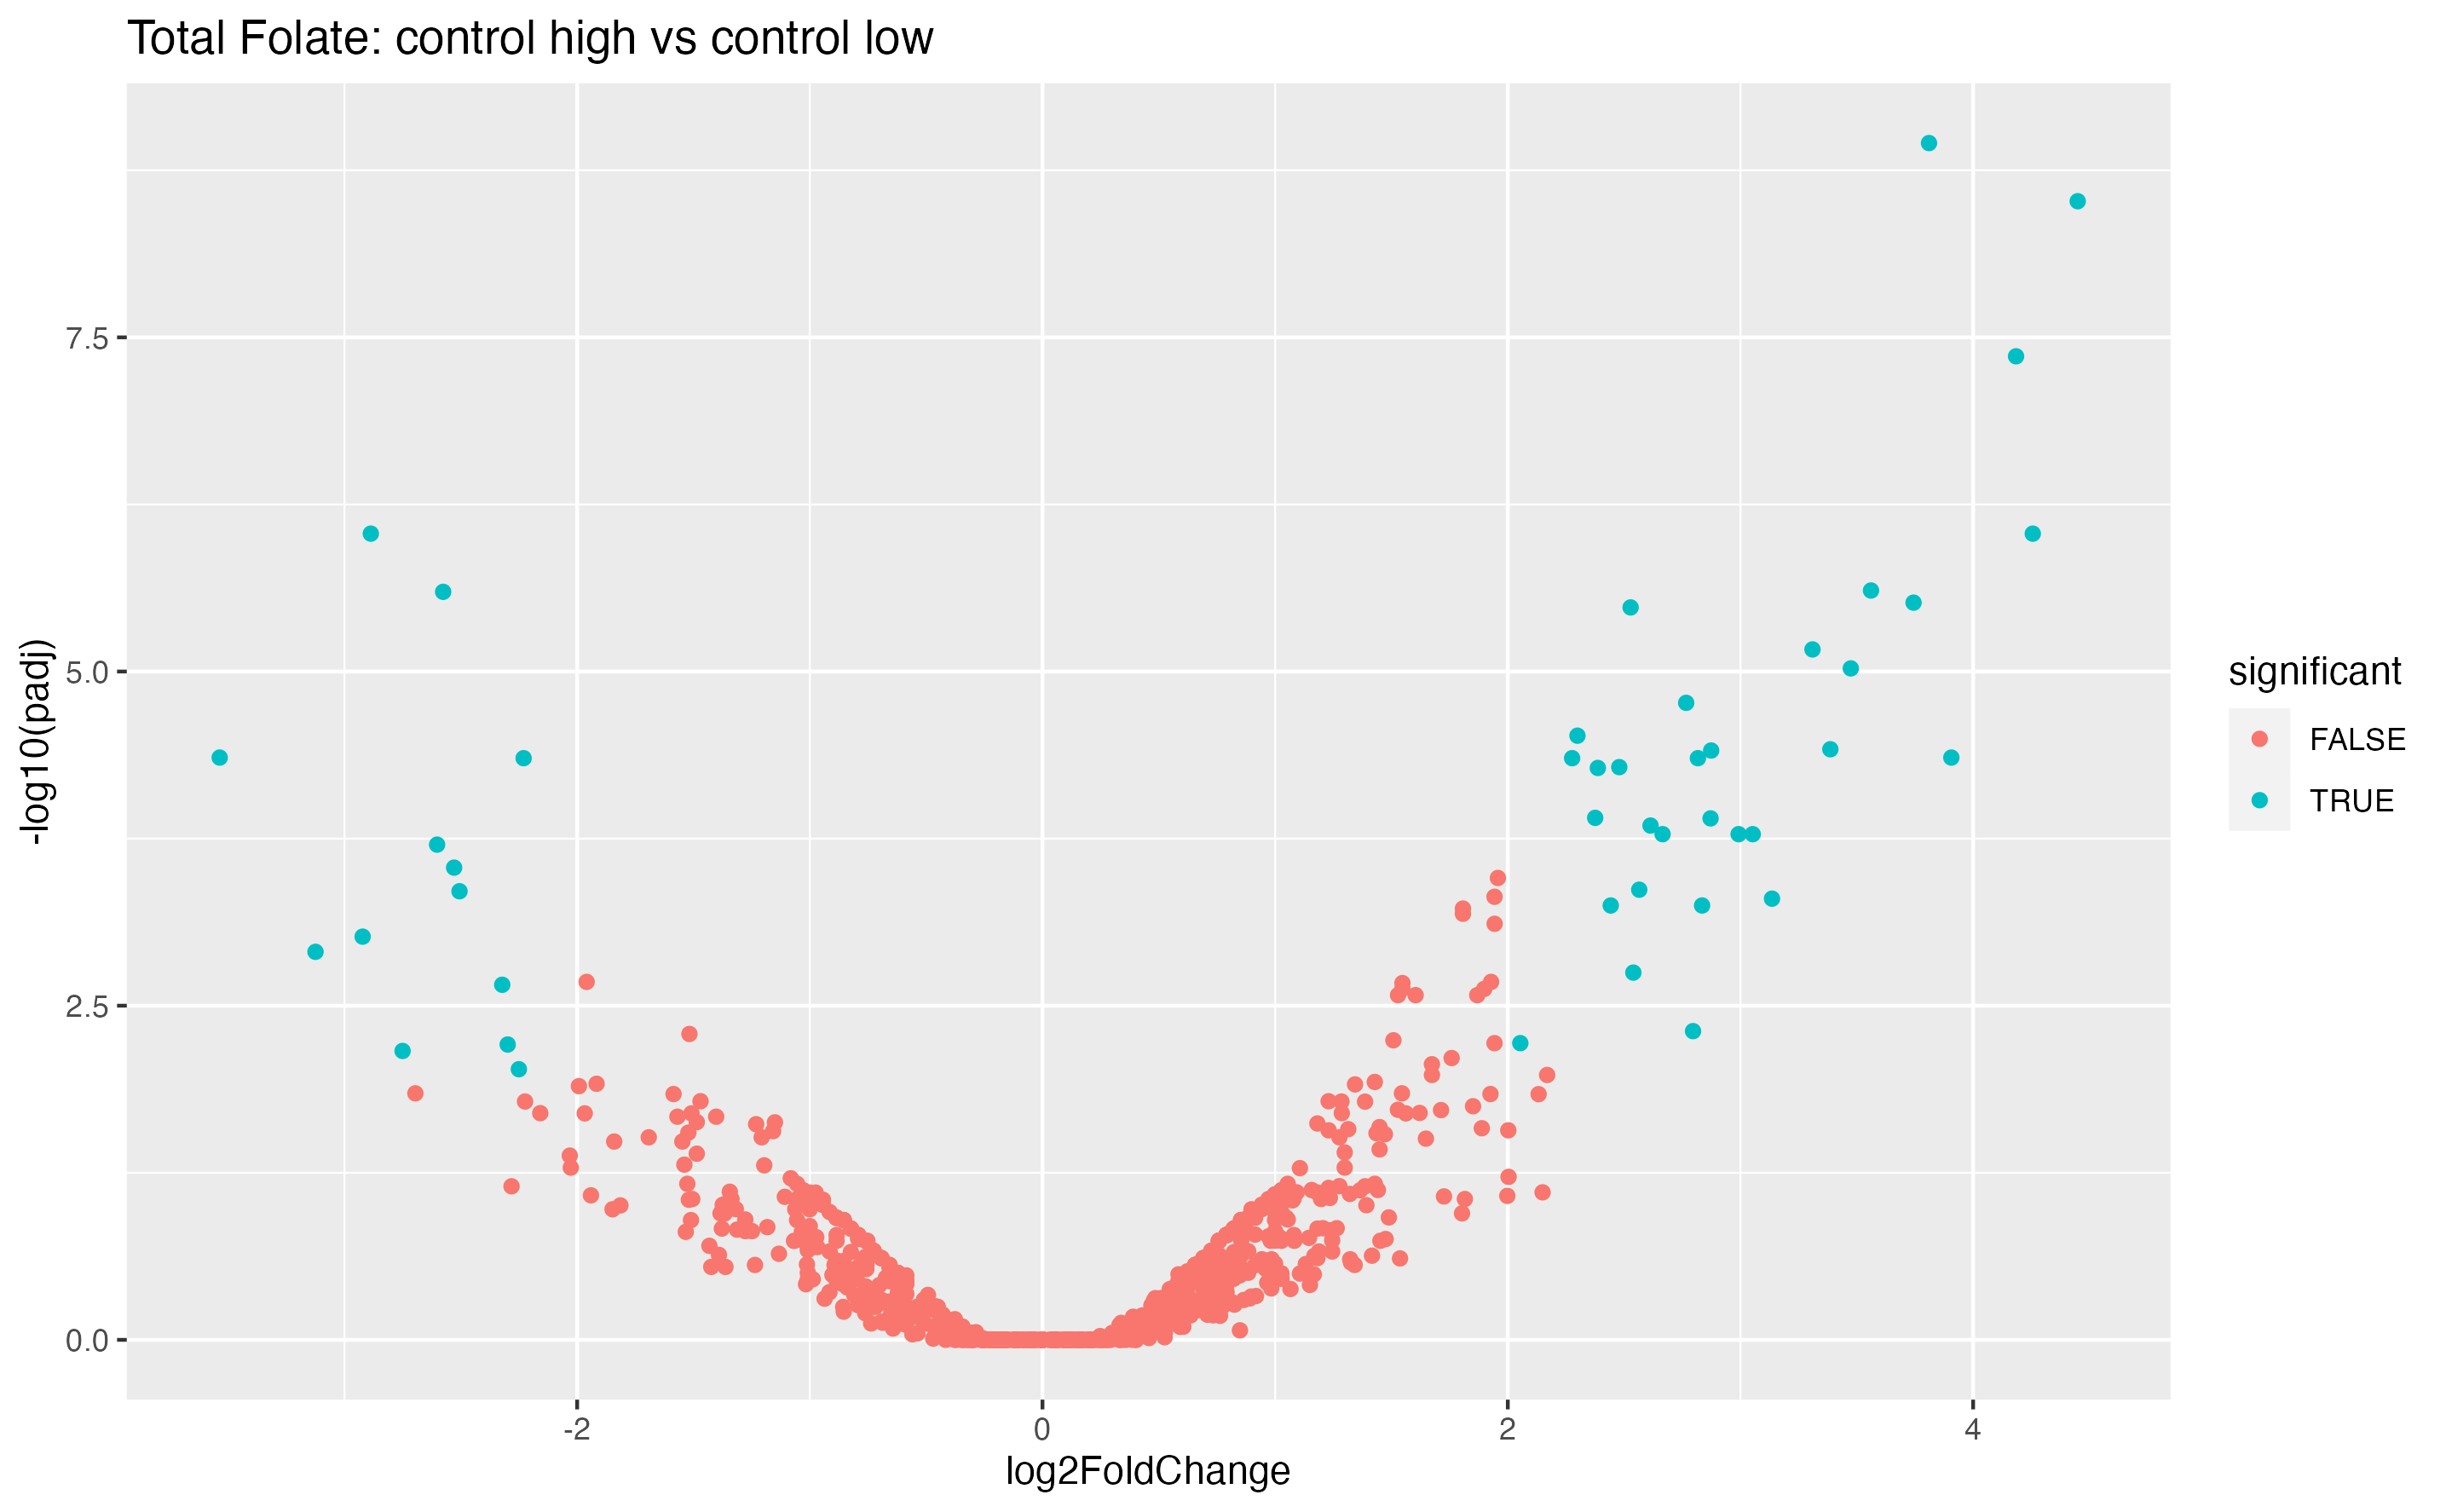 Total Folate: control high vs control low
-log10(padj)
7.5
5.0
2.5
0.0
-2
0
2
4
log2FoldChange
significant
FALSE
TRUE